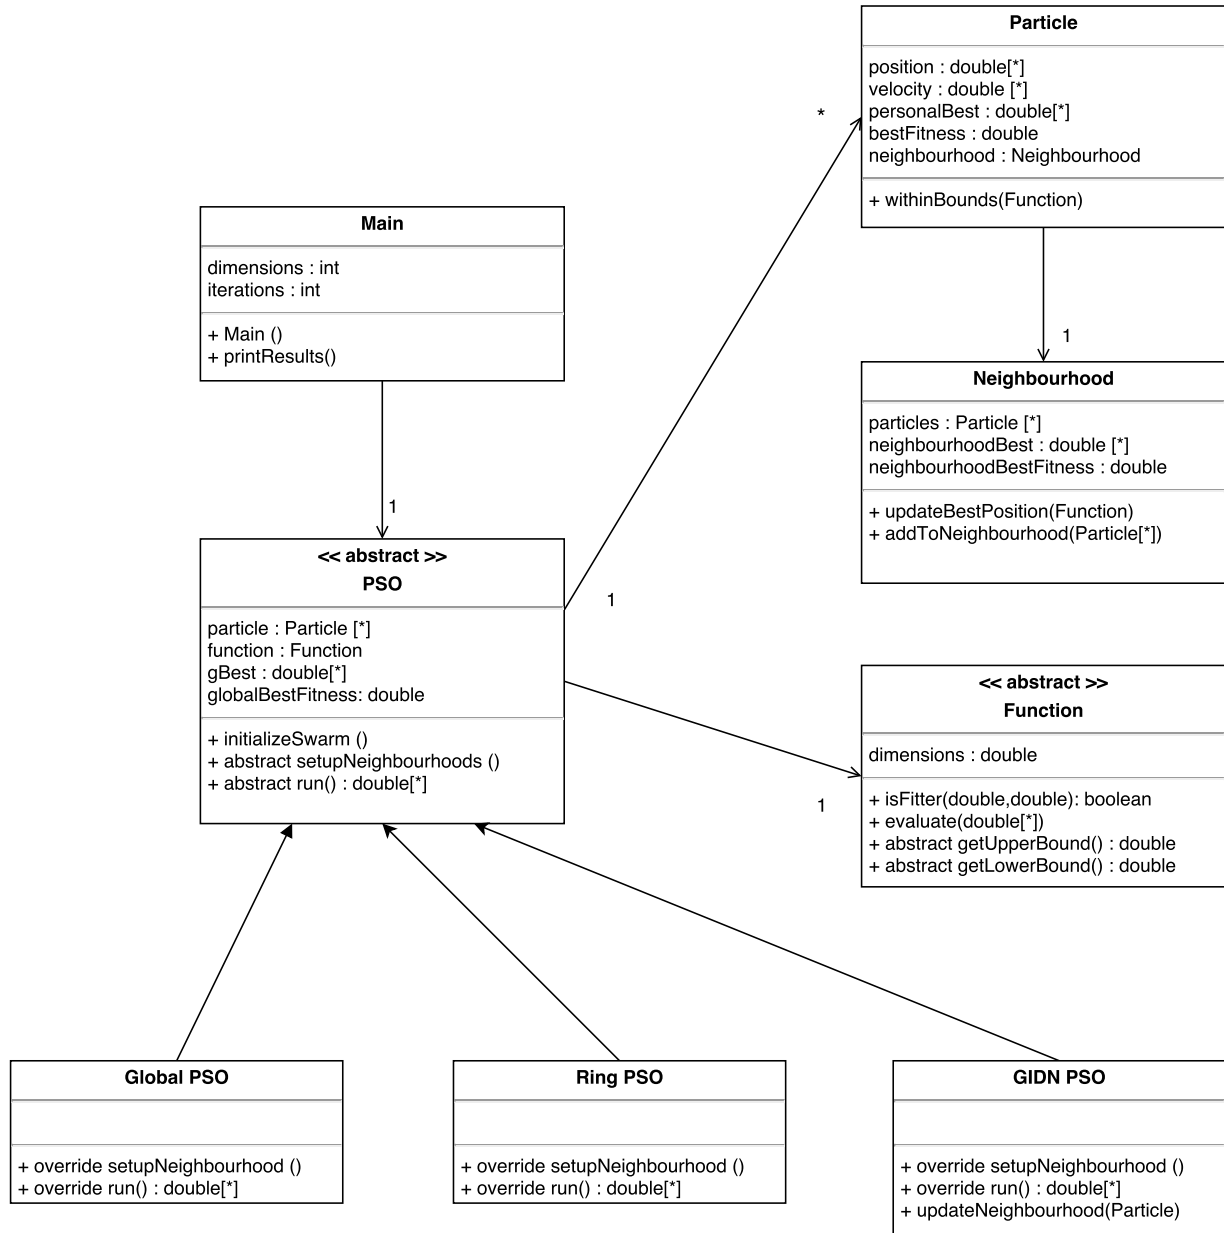 Particle
position : double[*]
velocity : double [*]
personalBest : double[*]
bestFitness : double
neighbourhood : Neighbourhood
+ withinBounds(Function)
*
Main
dimensions : int
iterations : int
+ Main ()
+ printResults()
1
Neighbourhood
particles : Particle [*]
neighbourhoodBest : double [*]
neighbourhoodBestFitness : double
+ updateBestPosition(Function)
+ addToNeighbourhood(Particle[*])
1
<< abstract >>
PSO
particle : Particle [*]
function : Function
gBest : double[*]
globalBestFitness: double
+ initializeSwarm ()
+ abstract setupNeighbourhoods ()
+ abstract run() : double[*]
1
<< abstract >>
Function
dimensions : double
+ isFitter(double,double): boolean
+ evaluate(double[*])
+ abstract getUpperBound() : double
+ abstract getLowerBound() : double
1
Global PSO
+ override setupNeighbourhood ()
+ override run() : double[*]
Ring PSO
+ override setupNeighbourhood ()
+ override run() : double[*]
GIDN PSO
+ override setupNeighbourhood ()
+ override run() : double[*]
+ updateNeighbourhood(Particle)